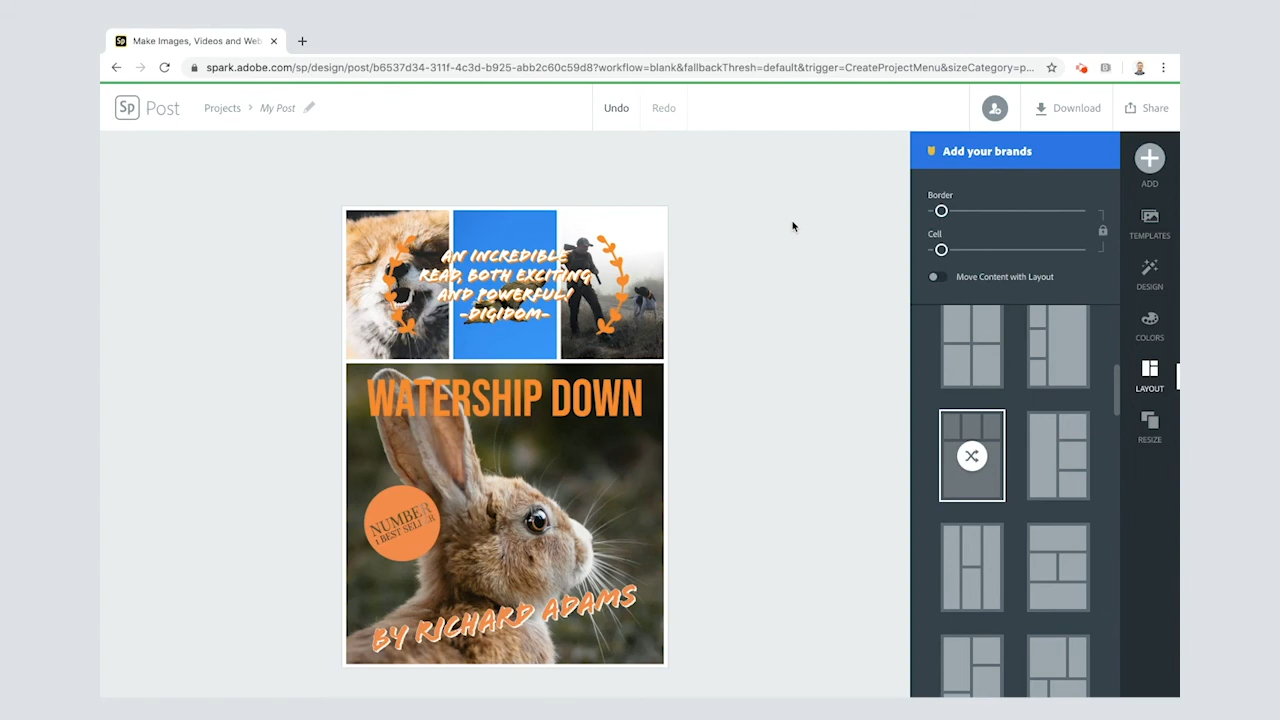 Sp Make Images, Videos and Web
spark.adobe.com/sp/design/post/b6537d34-311f-4c3d-b925-abb2c60c59d8?workflow=blank&fallbackThresh=default&trigger=CreateProjectMenu&sizeCategory=p...
Sp Post Projects > My Post Undo Redo Download Share
Add your brands
Border
Cell
Move Content with Layout
ADD
TEMPLATES
DESIGN
COLORS
LAYOUT
RESIZE
AN INCREDIBLE
READ, BOTH EXCITING
AND POWERFUL!
-DIGIDOM-
WATERSHIP DOWN
NUMBER
1 BEST SELLER
BY RICHARD ADAMS